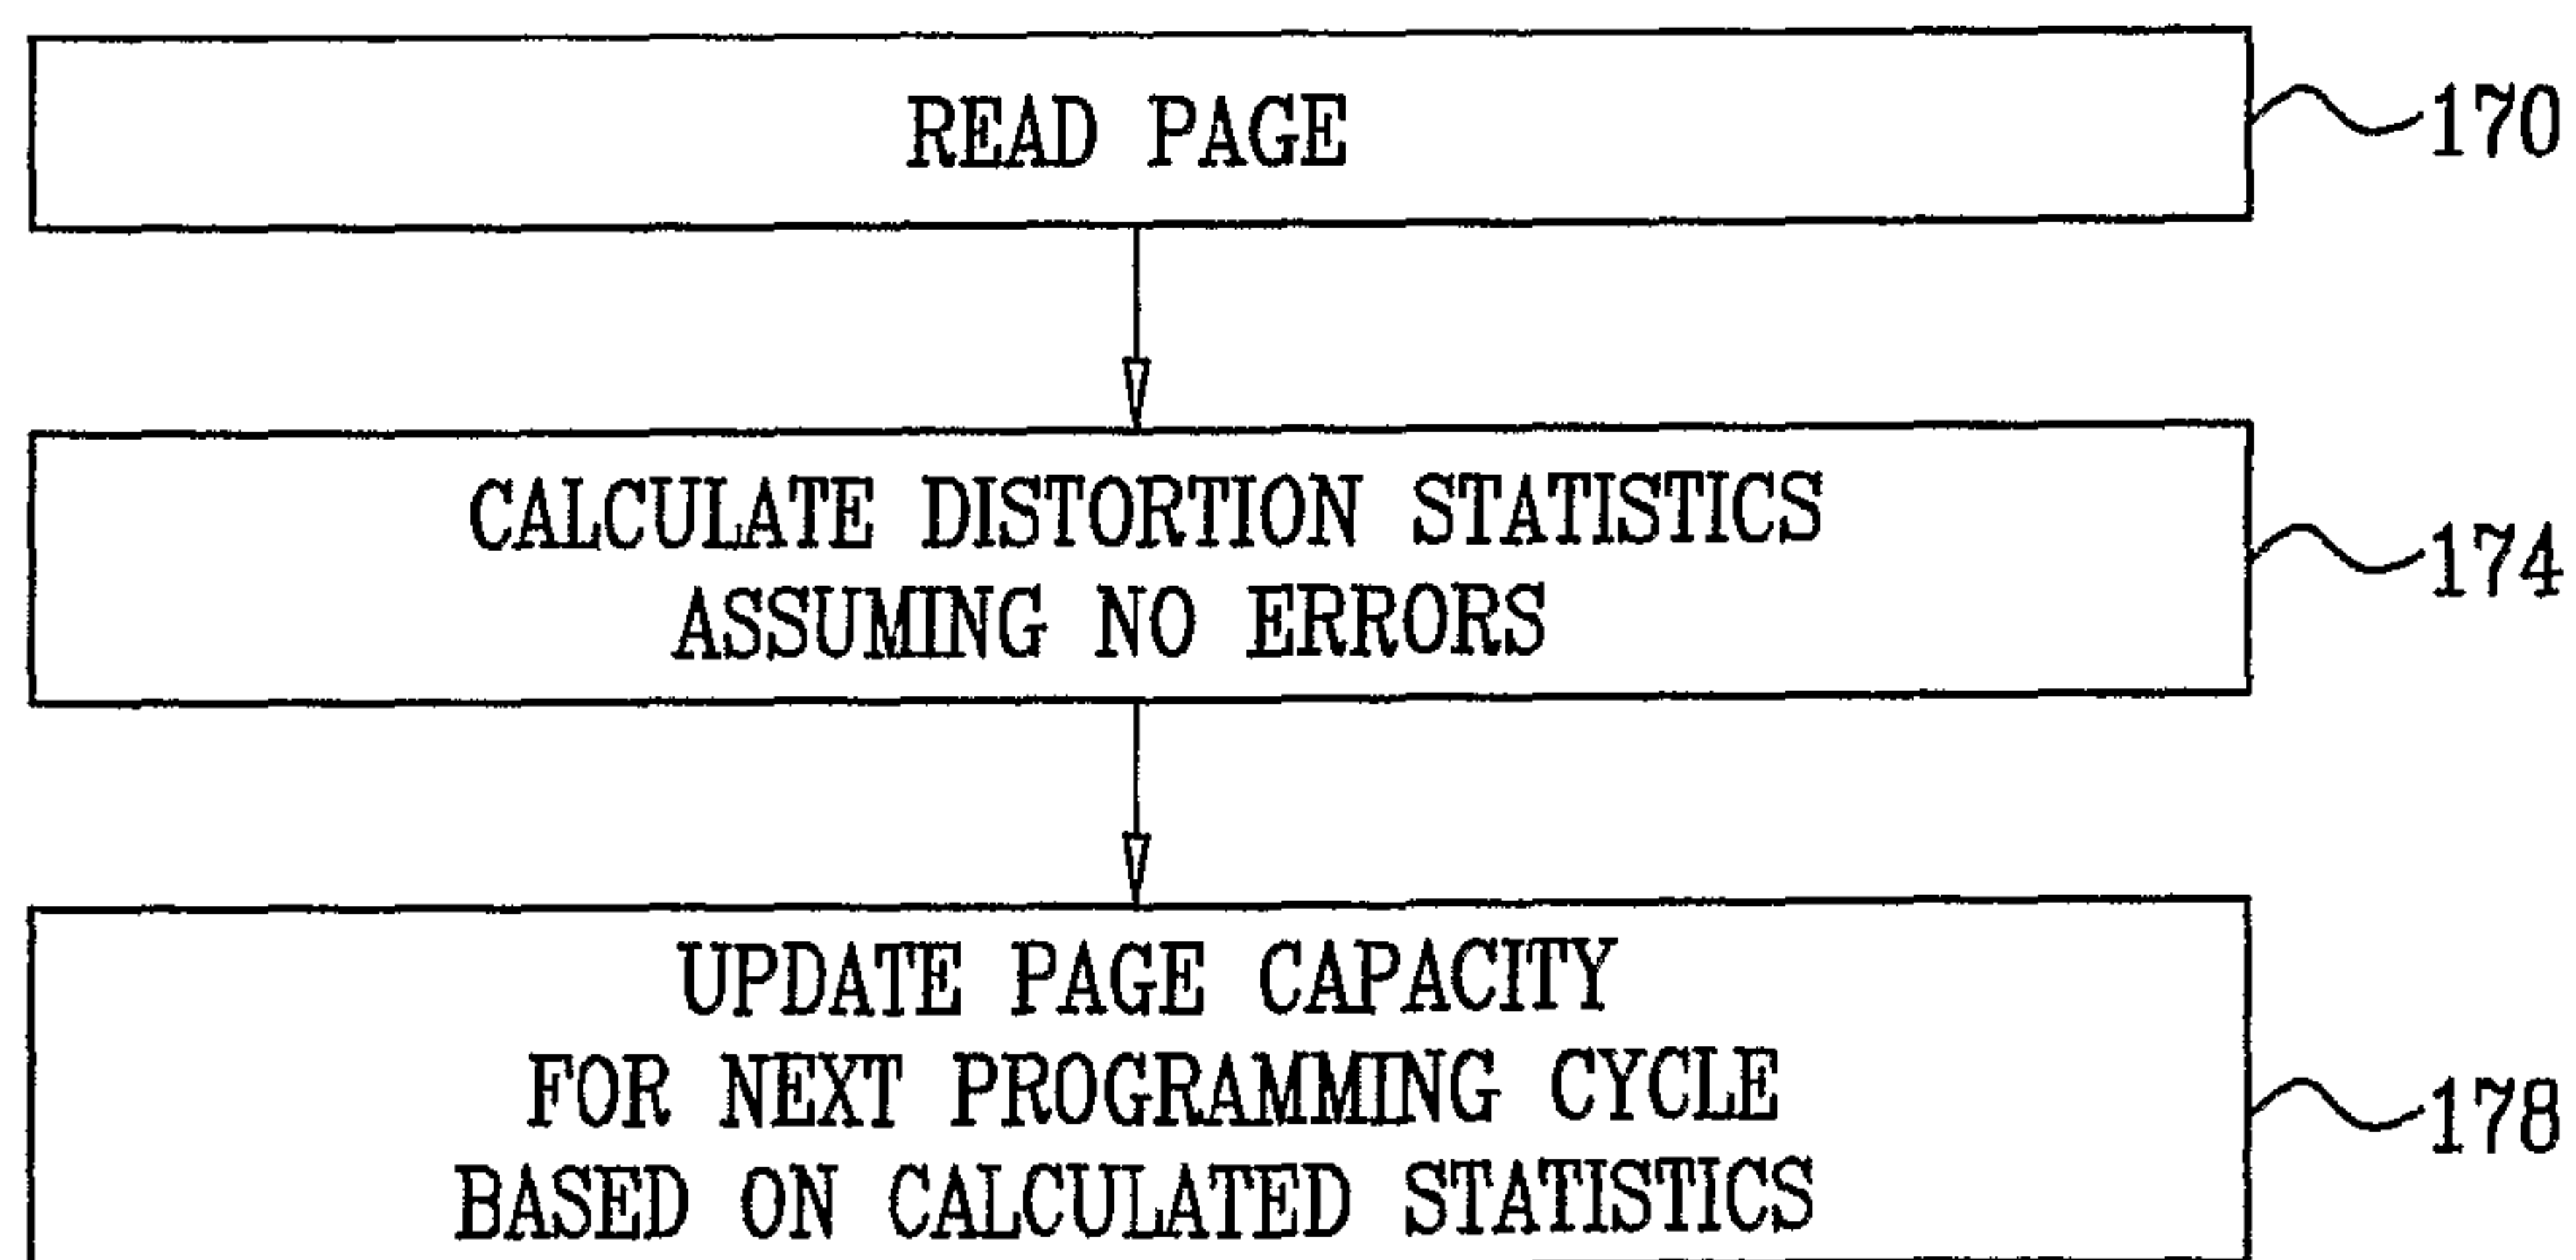 READ PAGE
170
CALCULATE DISTORTION STATISTICS
ASSUMING NO ERRORS
174
UPDATE PAGE CAPACITY
FOR NEXT PROGRAMMING CYCLE
BASED ON CALCULATED STATISTICS
178